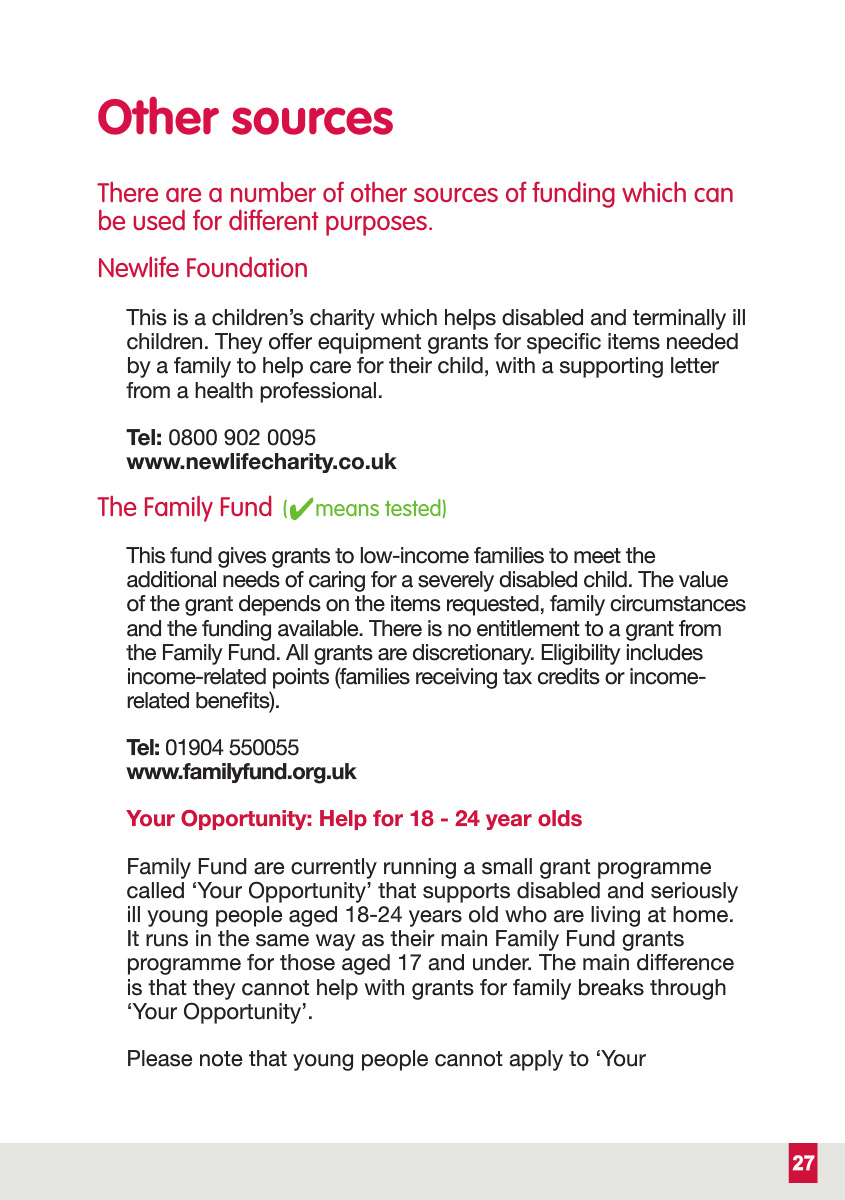 Other sources
There are a number of other sources of funding which can
be used for different purposes.
Newlife Foundation
This is a children’s charity which helps disabled and terminally ill
children. They offer equipment grants for specific items needed
by a family to help care for their child, with a supporting letter
from a health professional.
Tel: 0800 902 0095
www.newlifecharity.co.uk
The Family Fund (✔means tested)
This fund gives grants to low-income families to meet the
additional needs of caring for a severely disabled child. The value
of the grant depends on the items requested, family circumstances
and the funding available. There is no entitlement to a grant from
the Family Fund. All grants are discretionary. Eligibility includes
income-related points (families receiving tax credits or income-
related benefits).
Tel: 01904 550055
www.familyfund.org.uk
Your Opportunity: Help for 18 - 24 year olds
Family Fund are currently running a small grant programme
called ‘Your Opportunity’ that supports disabled and seriously
ill young people aged 18-24 years old who are living at home.
It runs in the same way as their main Family Fund grants
programme for those aged 17 and under. The main difference
is that they cannot help with grants for family breaks through
‘Your Opportunity’.
Please note that young people cannot apply to ‘Your
27